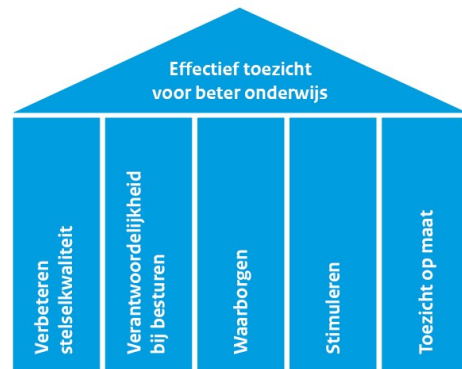 Effectief toezicht
voor beter onderwijs
Verbeteren
stelselkwaliteit
Verantwoordelijkheid
bij besturen
Waarborgen
Stimuleren
Toezicht op maat